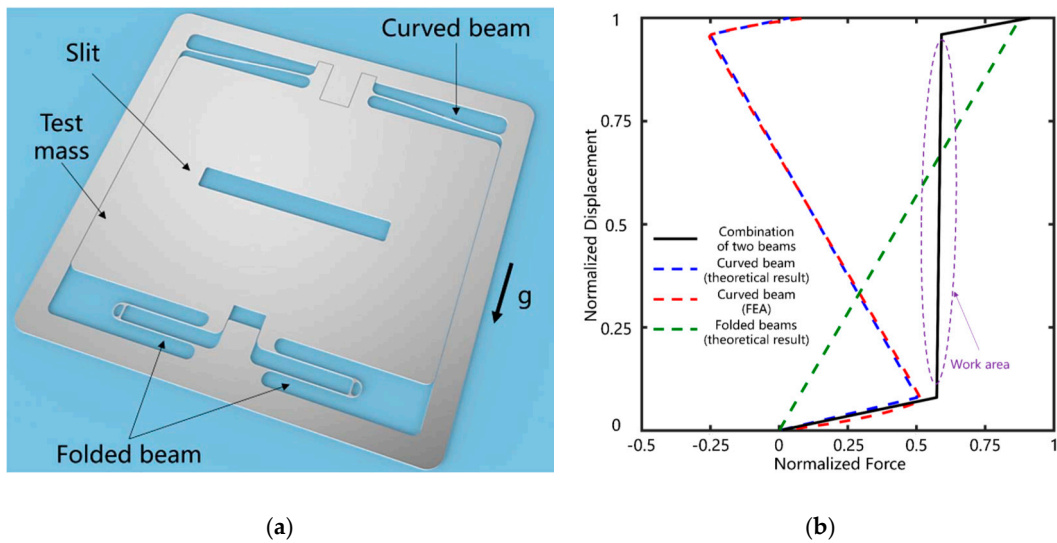 Curved beam
Slit
Test
mass
g
Folded beam
(a)
1
0.75
0.5
0.25
0
Normalized Displacement
Combination
of two beams
Curved beam
(theoretical result)
Curved beam
(FEA)
Folded beams
(theoretical result)
Work area
-0.5
-0.25
0
0.25
0.5
0.75
1
Normalized Force
(b)